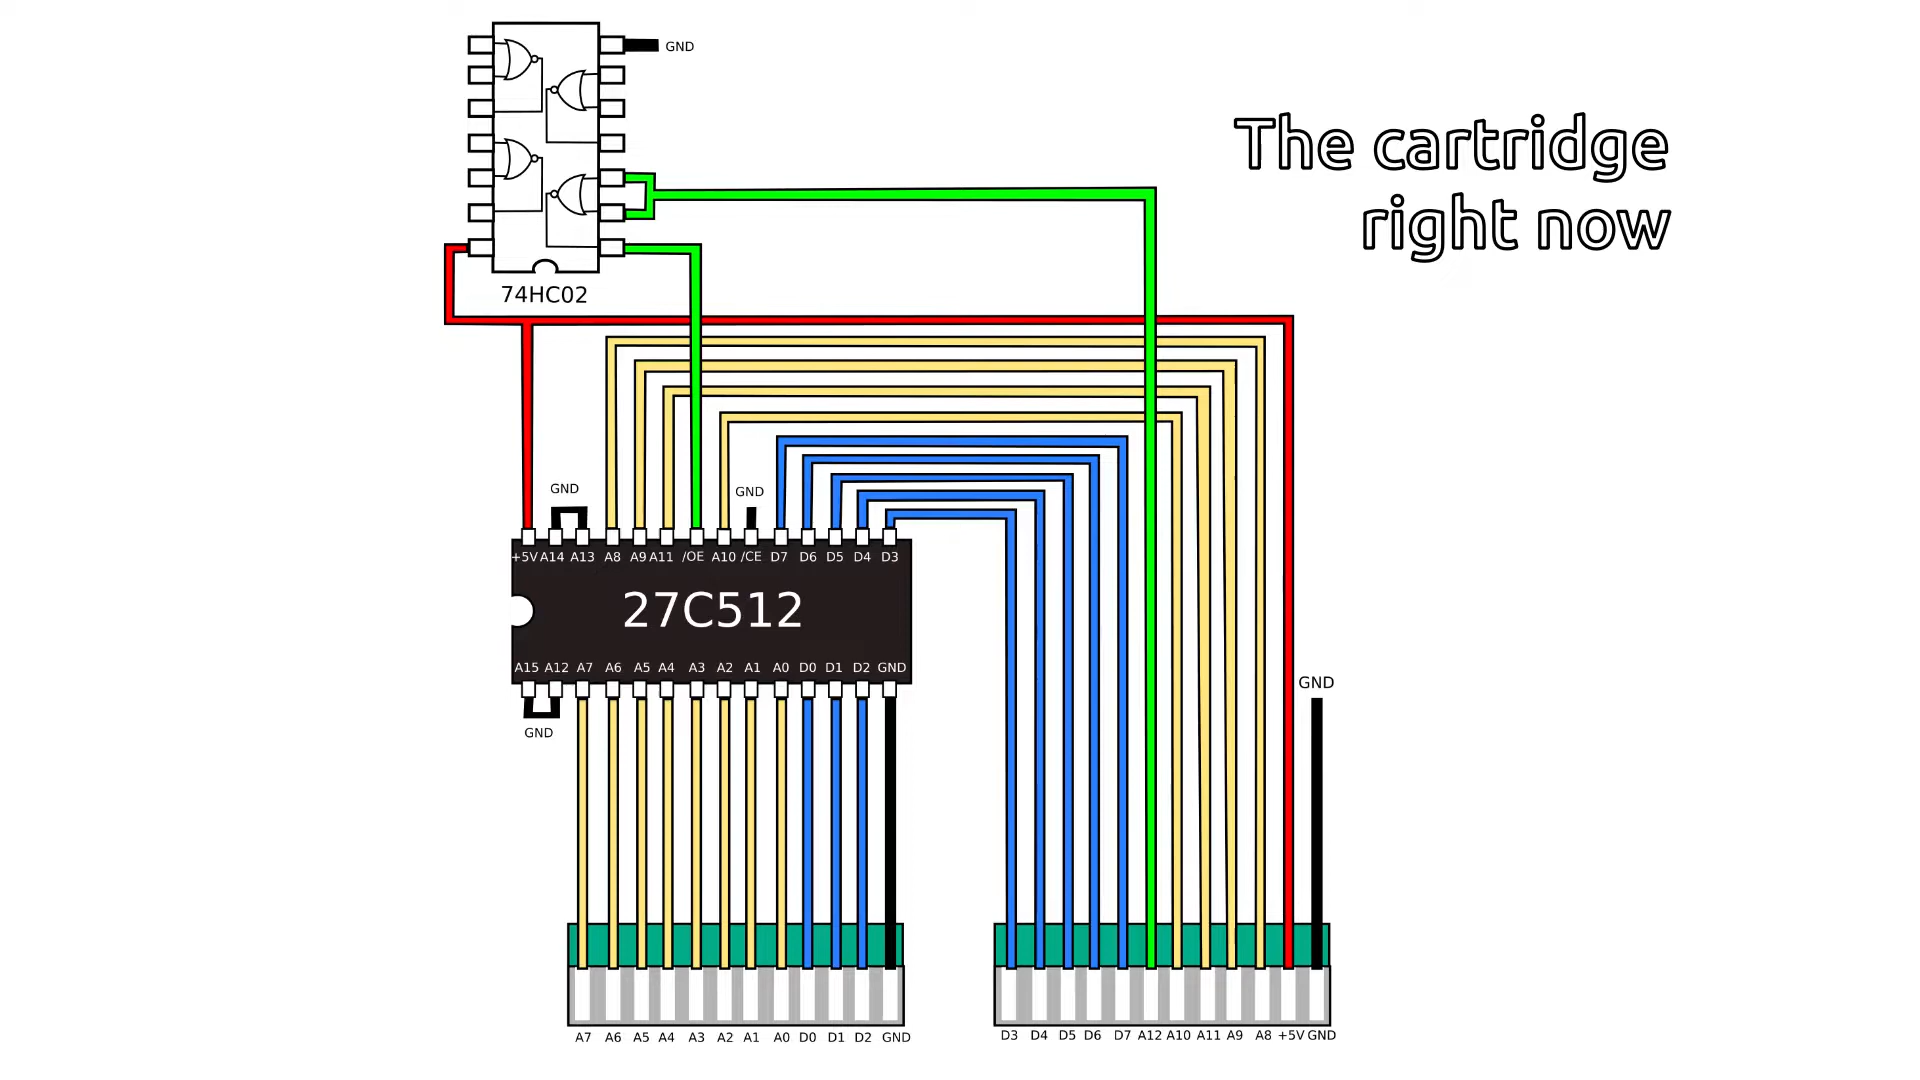 GND
The cartridge
right now
74HC02
GND
GND
+5V A14 A13 A8 A9 A11 /OE A10 /CE D7 D6 D5 D4 D3
27C512
A15 A12 A7 A6 A5 A4 A3 A2 A1 A0 D0 D1 D2 GND
GND
GND
A7 A6 A5 A4 A3 A2 A1 A0 D0 D1 D2 GND
D3 D4 D5 D6 D7 A12 A10 A11 A9 A8 +5V GND